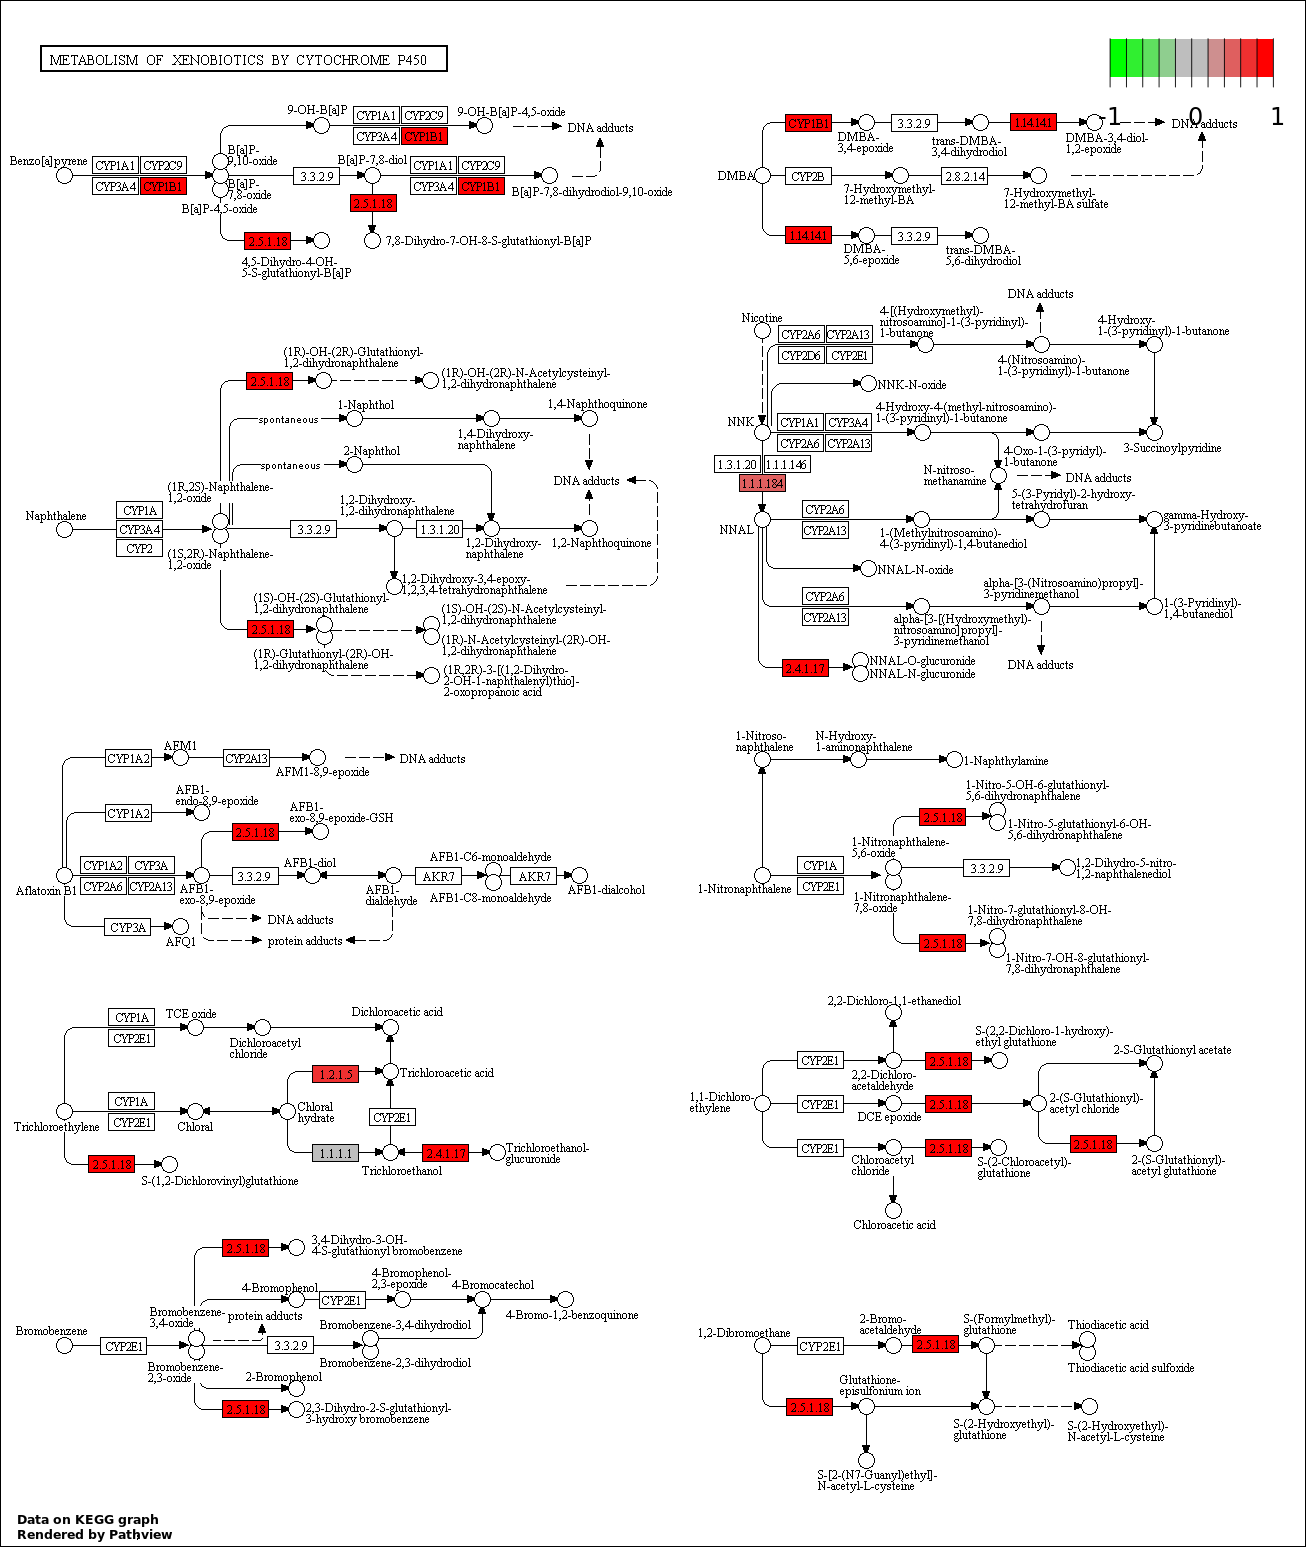 METABOLISM OF XENOBIOTICS BY CYTOCHROME P450
-1 0 1
9-OH-B[a]P
CYP1A1 CYP2C9
CYP3A4 CYP1B1
9-OH-B[a]P-4,5-oxide
DNA adducts
Benzo[a]pyrene
CYP1A1 CYP2C9
CYP3A4 CYP1B1
B[a]P-
9,10-oxide
B[a]P-
7,8-oxide
B[a]P-4,5-oxide
3.3.2.9
B[a]P-7,8-diol
CYP1A1 CYP2C9
CYP3A4 CYP1B1
B[a]P-7,8-dihydrodiol-9,10-oxide
2.5.1.18
7,8-Dihydro-7-OH-8-S-glutathionyl-B[a]P
2.5.1.18
4,5-Dihydro-4-OH-
5-S-glutathionyl-B[a]P
CYP1B1
DMBA-
3,4-epoxide
3.3.2.9
trans-DMBA-
3,4-dihydrodiol
1.14.14.1
DMBA-3,4-diol-
1,2-epoxide
DNA adducts
DMBA
CYP2B
7-Hydroxymethyl-
12-methyl-BA
2.8.2.14
7-Hydroxymethyl-
12-methyl-BA sulfate
1.14.14.1
DMBA-
5,6-epoxide
3.3.2.9
trans-DMBA-
5,6-dihydrodiol
(1R)-OH-(2R)-Glutathionyl-
1,2-dihydronaphthalene
2.5.1.18
(1R)-OH-(2R)-N-Acetylcysteinyl-
1,2-dihydronaphthalene
spontaneous
1-Naphthol
1,4-Dihydroxy-
naphthalene
1,4-Naphthoquinone
spontaneous
2-Naphthol
DNA adducts
Naphthalene
CYP1A
CYP3A4
CYP2
(1R,2S)-Naphthalene-
1,2-oxide
(1S,2R)-Naphthalene-
1,2-oxide
3.3.2.9
1,2-Dihydroxy-
1,2-dihydronaphthalene
1.3.1.20
1,2-Dihydroxy-
naphthalene
1,2-Naphthoquinone
1,2-Dihydroxy-3,4-epoxy-
1,2,3,4-tetrahydronaphthalene
(1S)-OH-(2S)-Glutathionyl-
1,2-dihydronaphthalene
2.5.1.18
(1R)-Glutathionyl-(2R)-OH-
1,2-dihydronaphthalene
(1S)-OH-(2S)-N-Acetylcysteinyl-
1,2-dihydronaphthalene
(1R)-N-Acetylcysteinyl-(2R)-OH-
1,2-dihydronaphthalene
(1R,2R)-3-[(1,2-Dihydro-
2-OH-1-naphthalenyl)thio]-
2-oxopropanoic acid
DNA adducts
Nicotine
CYP2A6 CYP2A13
CYP2D6 CYP2E1
4-[(Hydroxymethyl)-
nitrosoamino]-1-(3-pyridinyl)-
1-butanone
4-(Nitrosoamino)-
1-(3-pyridinyl)-1-butanone
4-Hydroxy-
1-(3-pyridinyl)-1-butanone
NNK-N-oxide
NNK
CYP1A1 CYP3A4
CYP2A6 CYP2A13
4-Hydroxy-4-(methyl-nitrosoamino)-
1-(3-pyridinyl)-1-butanone
4-Oxo-1-(3-pyridyl)-
1-butanone
3-Succinoylpyridine
1.3.1.20 1.1.1.146
1.1.1.184
N-nitroso-
methanamine
DNA adducts
NNAL
CYP2A6
CYP2A13
1-(Methylnitrosoamino)-
4-(3-pyridinyl)-1,4-butanediol
5-(3-Pyridyl)-2-hydroxy-
tetrahydrofuran
gamma-Hydroxy-
3-pyridinebutanoate
NNAL-N-oxide
CYP2A6
CYP2A13
alpha-[3-[(Hydroxymethyl)-
nitrosoamino]propyl]-
3-pyridinemethanol
alpha-[3-(Nitrosoamino)propyl]-
3-pyridinemethanol
1-(3-Pyridinyl)-
1,4-butanediol
DNA adducts
2.4.1.17
NNAL-O-glucuronide
NNAL-N-glucuronide
CYP1A2
AFM1
CYP2A13
AFM1-8,9-epoxide
DNA adducts
CYP1A2
AFB1-
endo-8,9-epoxide
2.5.1.18
AFB1-
exo-8,9-epoxide-GSH
Aflatoxin B1
CYP1A2 CYP3A
CYP2A6 CYP2A13
AFB1-
exo-8,9-epoxide
3.3.2.9
AFB1-diol
AFB1-
dialdehyde
AKR7
AFB1-C6-monoaldehyde
AFB1-C8-monoaldehyde
AKR7
AFB1-dialcohol
DNA adducts
protein adducts
CYP3A
AFQ1
1-Nitroso-
naphthalene
N-Hydroxy-
1-aminonaphthalene
1-Naphthylamine
2.5.1.18
1-Nitro-5-OH-6-glutathionyl-
5,6-dihydronaphthalene
1-Nitro-5-glutathionyl-6-OH-
5,6-dihydronaphthalene
1-Nitronaphthalene
CYP1A
CYP2E1
1-Nitronaphthalene-
5,6-oxide
1-Nitronaphthalene-
7,8-oxide
3.3.2.9
1,2-Dihydro-5-nitro-
1,2-naphthalenediol
2.5.1.18
1-Nitro-7-glutathionyl-8-OH-
7,8-dihydronaphthalene
1-Nitro-7-OH-8-glutathionyl-
7,8-dihydronaphthalene
CYP1A
CYP2E1
TCE oxide
Dichloroacetyl
chloride
Dichloroacetic acid
1.2.1.5
Trichloroacetic acid
Trichloroethylene
CYP1A
CYP2E1
Chloral
Chloral
hydrate
CYP2E1
1.1.1.1
Trichloroethanol
2.4.1.17
Trichloroethanol-
glucuronide
2.5.1.18
S-(1,2-Dichlorovinyl)glutathione
2,2-Dichloro-1,1-ethanediol
CYP2E1
2,2-Dichloro-
acetaldehyde
2.5.1.18
S-(2,2-Dichloro-1-hydroxy)-
ethyl glutathione
1,1-Dichloro-
ethylene
CYP2E1
DCE epoxide
2.5.1.18
2-(S-Glutathionyl)-
acetyl chloride
2-S-Glutathionyl acetate
2.5.1.18
2-(S-Glutathionyl)-
acetyl glutathione
CYP2E1
Chloroacetyl
chloride
2.5.1.18
S-(2-Chloroacetyl)-
glutathione
Chloroacetic acid
2.5.1.18
3,4-Dihydro-3-OH-
4-S-glutathionyl bromobenzene
4-Bromophenol
CYP2E1
4-Bromophenol-
2,3-epoxide
4-Bromocatechol
4-Bromo-1,2-benzoquinone
Bromobenzene
CYP2E1
Bromobenzene-
3,4-oxide
Bromobenzene-
2,3-oxide
protein adducts
3.3.2.9
Bromobenzene-3,4-dihydrodiol
Bromobenzene-2,3-dihydrodiol
2-Bromophenol
2.5.1.18
2,3-Dihydro-2-S-glutathionyl-
3-hydroxy bromobenzene
1,2-Dibromoethane
CYP2E1
2-Bromo-
acetaldehyde
2.5.1.18
S-(Formylmethyl)-
glutathione
Thiodiacetic acid
Thiodiacetic acid sulfoxide
2.5.1.18
Glutathione-
episulfonium ion
S-(2-Hydroxyethyl)-
glutathione
S-(2-Hydroxyethyl)-
N-acetyl-L-cysteine
S-[2-(N7-Guanyl)ethyl]-
N-acetyl-L-cysteine
Data on KEGG graph
Rendered by Pathview